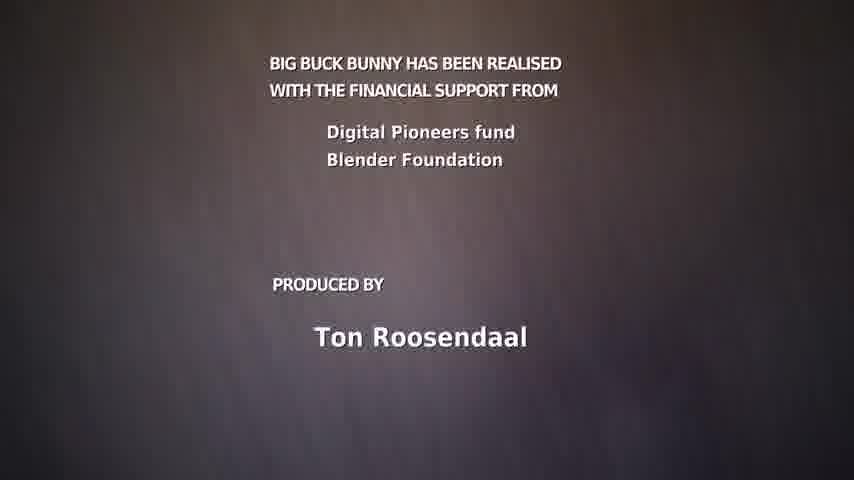 BIG BUCK BUNNY HAS BEEN REALISED
WITH THE FINANCIAL SUPPORT FROM
Digital Pioneers fund
Blender Foundation
PRODUCED BY
Ton Roosendaal